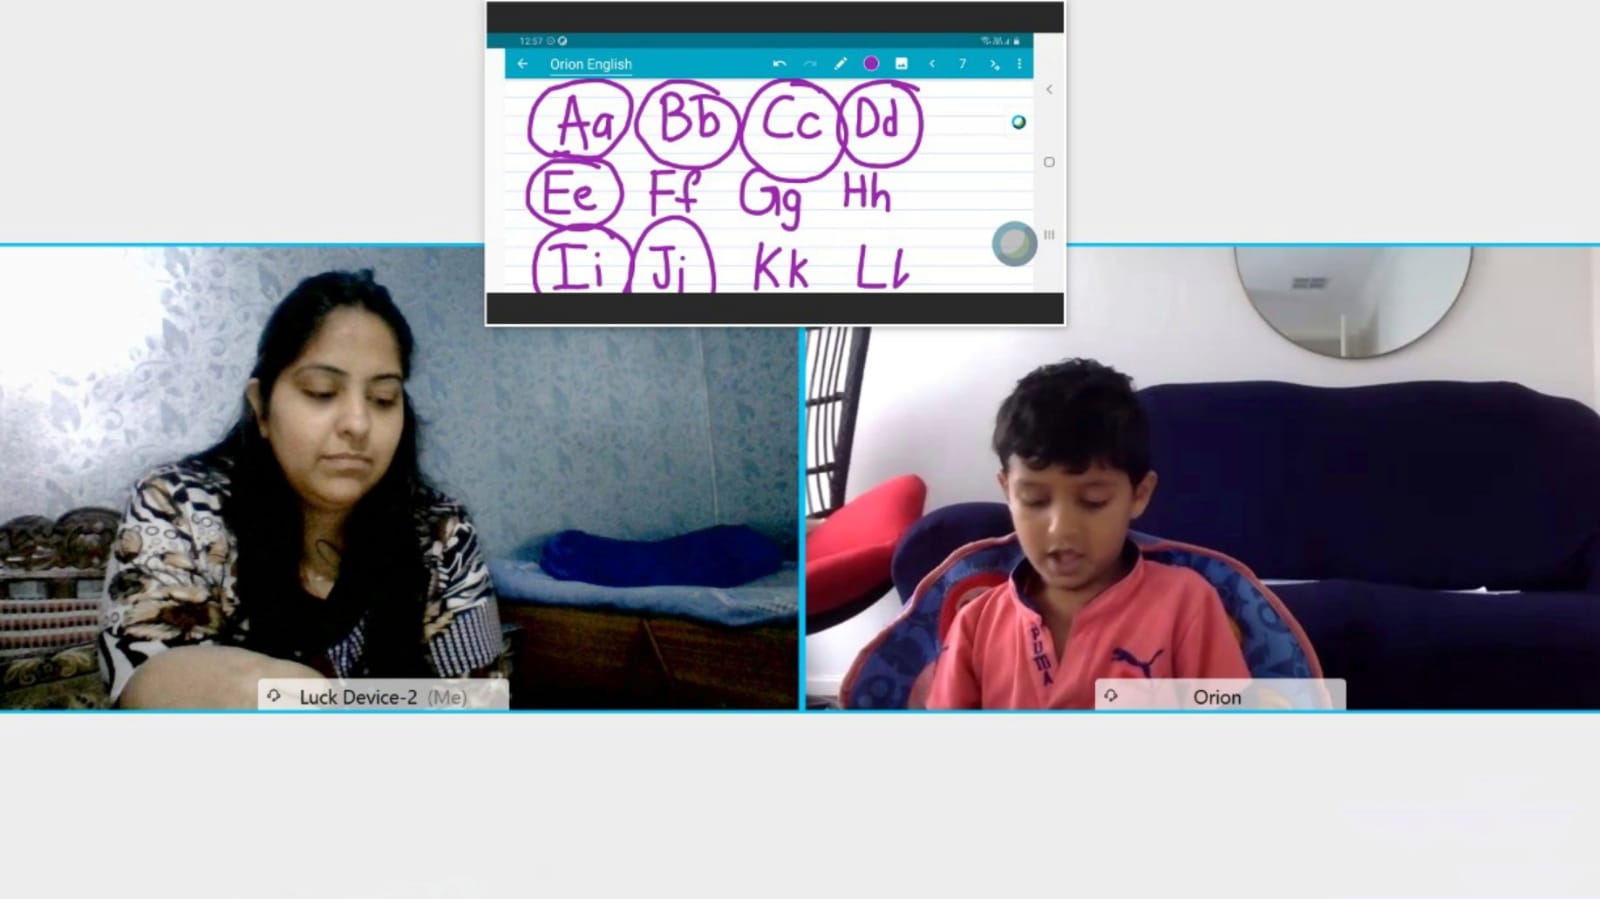 12:57
Orion English
7
Aa Bb Cc Dd
Ee Ff Gg Hh
Ii Jj Kk Ll
PUMA
Luck Device-2 (Me)
Orion